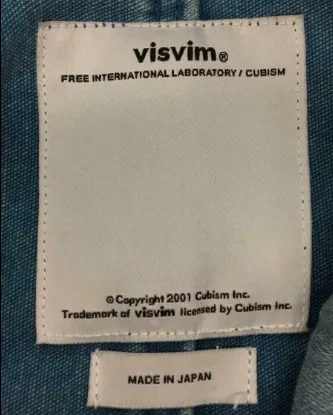 visvim®
FREE INTERNATIONAL LABORATORY / CUBISM
© Copyright 2001 Cubism Inc.
Trademark of visvim licensed by Cubism Inc.
MADE IN JAPAN